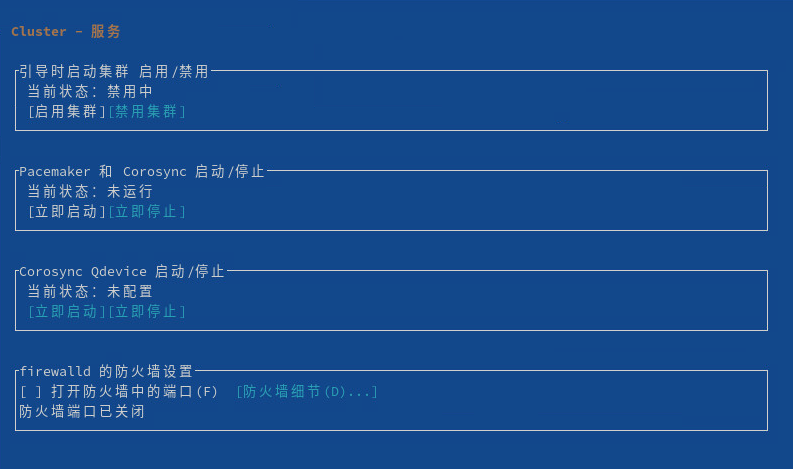 Cluster - 服务
引导时启动集群 启用/禁用
当前状态: 禁用中
[启用集群][禁用集群]
Pacemaker 和 Corosync 启动/停止
当前状态: 未运行
[立即启动][立即停止]
Corosync Qdevice 启动/停止
当前状态: 未配置
[立即启动][立即停止]
firewalld 的防火墙设置
[ ] 打开防火墙中的端口(F) [防火墙细节(D)...]
防火墙端口已关闭